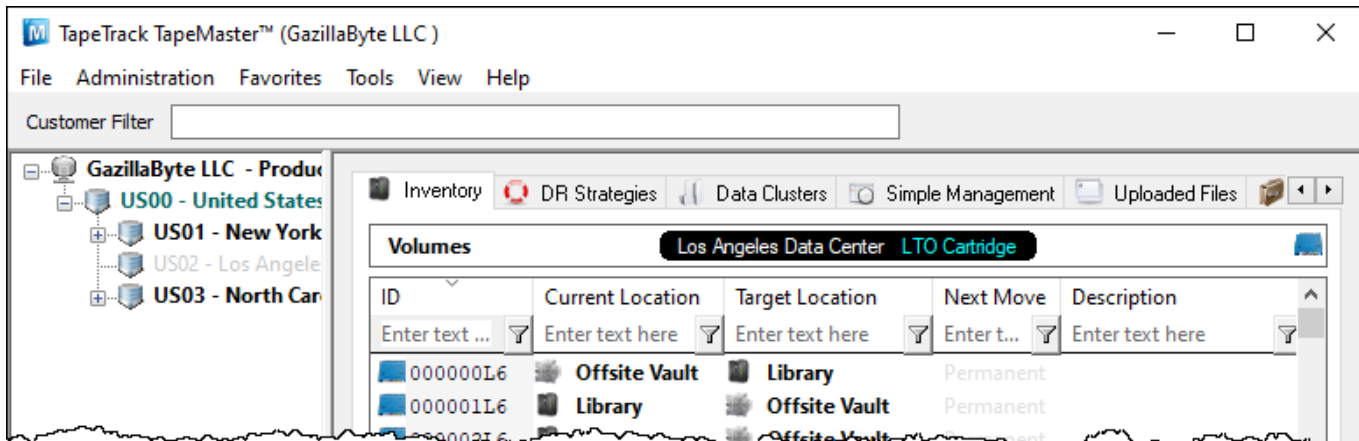 TapeTrack TapeMaster™ (GazillaByte LLC )
File Administration Favorites Tools View Help
Customer Filter
GazillaByte LLC - Produc
US00 - United States
US01 - New York
US02 - Los Angele
US03 - North Car
Inventory DR Strategies Data Clusters Simple Management Uploaded Files
Volumes Los Angeles Data Center LTO Cartridge
ID Current Location Target Location Next Move Description
Enter text ... Enter text here Enter text here Enter t... Enter text here
000000L6 Offsite Vault Library Permanent
000001L6 Library Offsite Vault Permanent
Offsite Vault